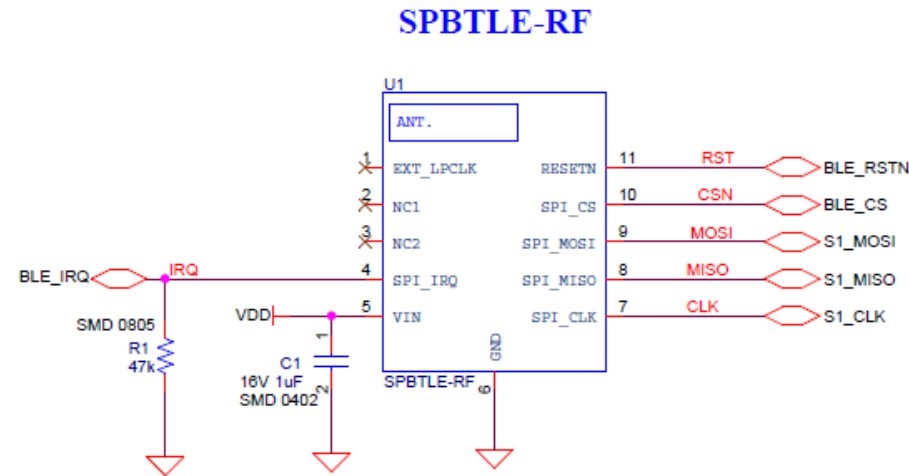 SPBTLE-RF
U1
ANT.
1 EXT_LPCLK RESETN 11 RST BLE_RSTN
2 NC1 SPI_CS 10 CSN BLE_CS
3 NC2 SPI_MOSI 9 MOSI S1_MOSI
BLE_IRQ IRQ 4 SPI_IRQ SPI_MISO 8 MISO S1_MISO
VDD 5 VIN SPI_CLK 7 CLK S1_CLK
SMD 0805
R1
47k
1
C1
16V 1uF
SMD 0402
2
GND
SPBTLE-RF
6